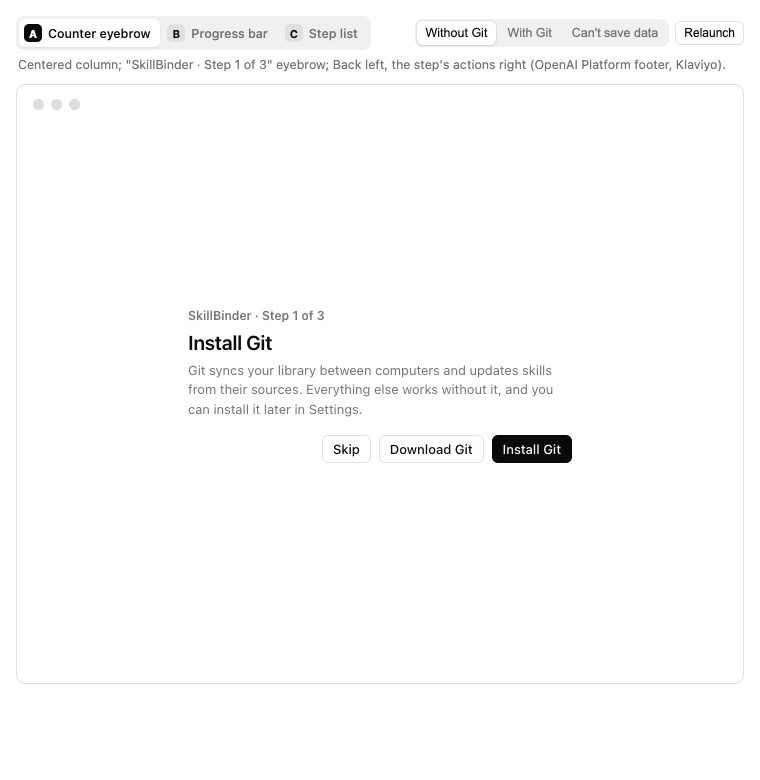 A Counter eyebrow B Progress bar C Step list Without Git With Git Can't save data Relaunch
Centered column; "SkillBinder · Step 1 of 3" eyebrow; Back left, the step's actions right (OpenAI Platform footer, Klaviyo).
SkillBinder · Step 1 of 3
Install Git
Git syncs your library between computers and updates skills
from their sources. Everything else works without it, and you
can install it later in Settings.
Skip Download Git Install Git